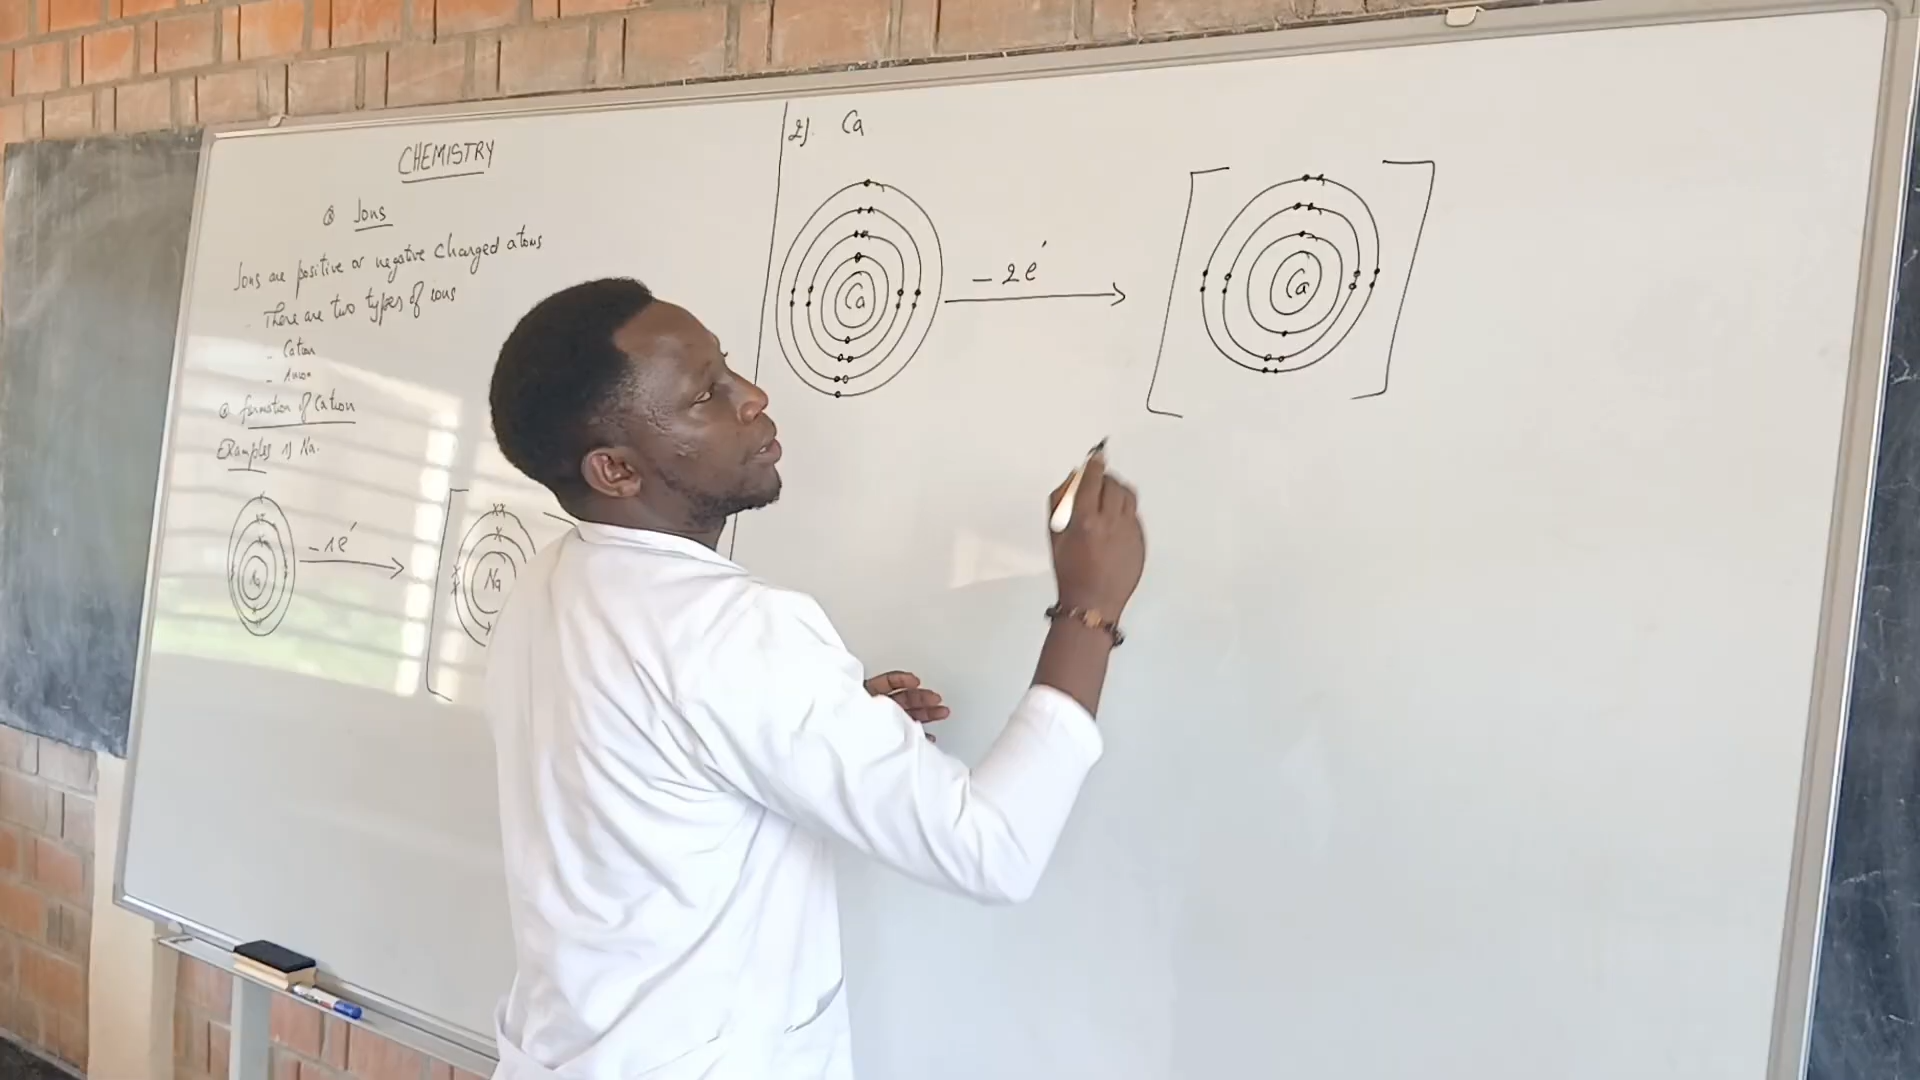 CHEMISTRY
Ions
Ions are positive or negative charged atoms
There are two types of ions
- Cation
- Anion
formation of Cation
Examples 1) Na.
Na
-1e⁻
Na
2). Ca
Ca
-2e⁻
Ca